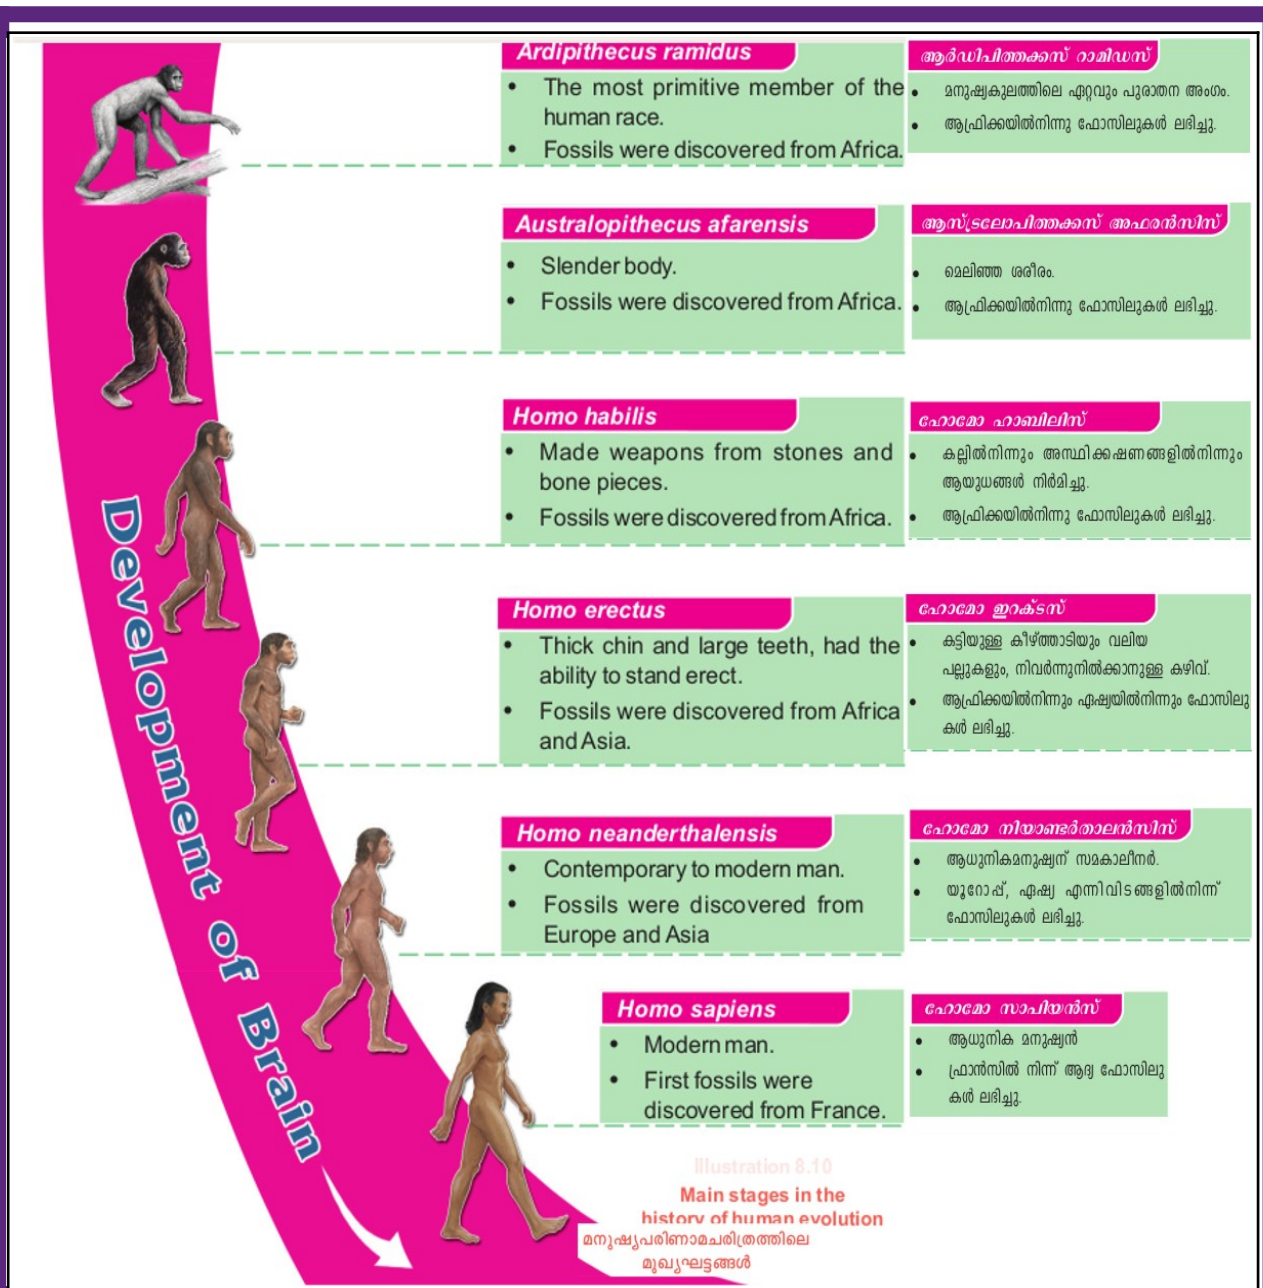 Ardipithecus ramidus
• The most primitive member of the
human race.
• Fossils were discovered from Africa.
ആർഡിപിത്തക്കസ് റാമിഡസ്
• മനുഷ്യകുലത്തിലെ ഏറ്റവും പുരാതന അംഗം.
• ആഫ്രിക്കയിൽനിന്നു ഫോസിലുകൾ ലഭിച്ചു.
Australopithecus afarensis
• Slender body.
• Fossils were discovered from Africa.
ആസ്ട്രലോപിത്തക്കസ് അഫരൻസിസ്
• മെലിഞ്ഞ ശരീരം.
• ആഫ്രിക്കയിൽനിന്നു ഫോസിലുകൾ ലഭിച്ചു.
Homo habilis
• Made weapons from stones and
bone pieces.
• Fossils were discovered from Africa.
ഹോമോ ഹാബിലിസ്
• കല്ലിൽനിന്നും അസ്ഥിക്കഷണങ്ങളിൽനിന്നും
ആയുധങ്ങൾ നിർമിച്ചു.
• ആഫ്രിക്കയിൽനിന്നു ഫോസിലുകൾ ലഭിച്ചു.
Homo erectus
• Thick chin and large teeth, had the
ability to stand erect.
• Fossils were discovered from Africa
and Asia.
ഹോമോ ഇറക്ടസ്
• കട്ടിയുള്ള കീഴ്ത്താടിയും വലിയ
പല്ലുകളും, നിവർന്നുനിൽക്കാനുള്ള കഴിവ്.
• ആഫ്രിക്കയിൽനിന്നും ഏഷ്യയിൽനിന്നും ഫോസിലു
കൾ ലഭിച്ചു.
Homo neanderthalensis
• Contemporary to modern man.
• Fossils were discovered from
Europe and Asia
ഹോമോ നിയാണ്ടർതാലൻസിസ്
• ആധുനികമനുഷ്യന് സമകാലീനർ.
• യൂറോപ്പ്, ഏഷ്യ എന്നിവിടങ്ങളിൽനിന്ന്
ഫോസിലുകൾ ലഭിച്ചു.
Homo sapiens
• Modern man.
• First fossils were
discovered from France.
ഹോമോ സാപിയൻസ്
• ആധുനിക മനുഷ്യൻ
• ഫ്രാൻസിൽ നിന്ന് ആദ്യ ഫോസിലു
കൾ ലഭിച്ചു.
Development of Brain
Illustration 8.10
Main stages in the
history of human evolution
മനുഷ്യപരിണാമചരിത്രത്തിലെ
മുഖ്യഘട്ടങ്ങൾ